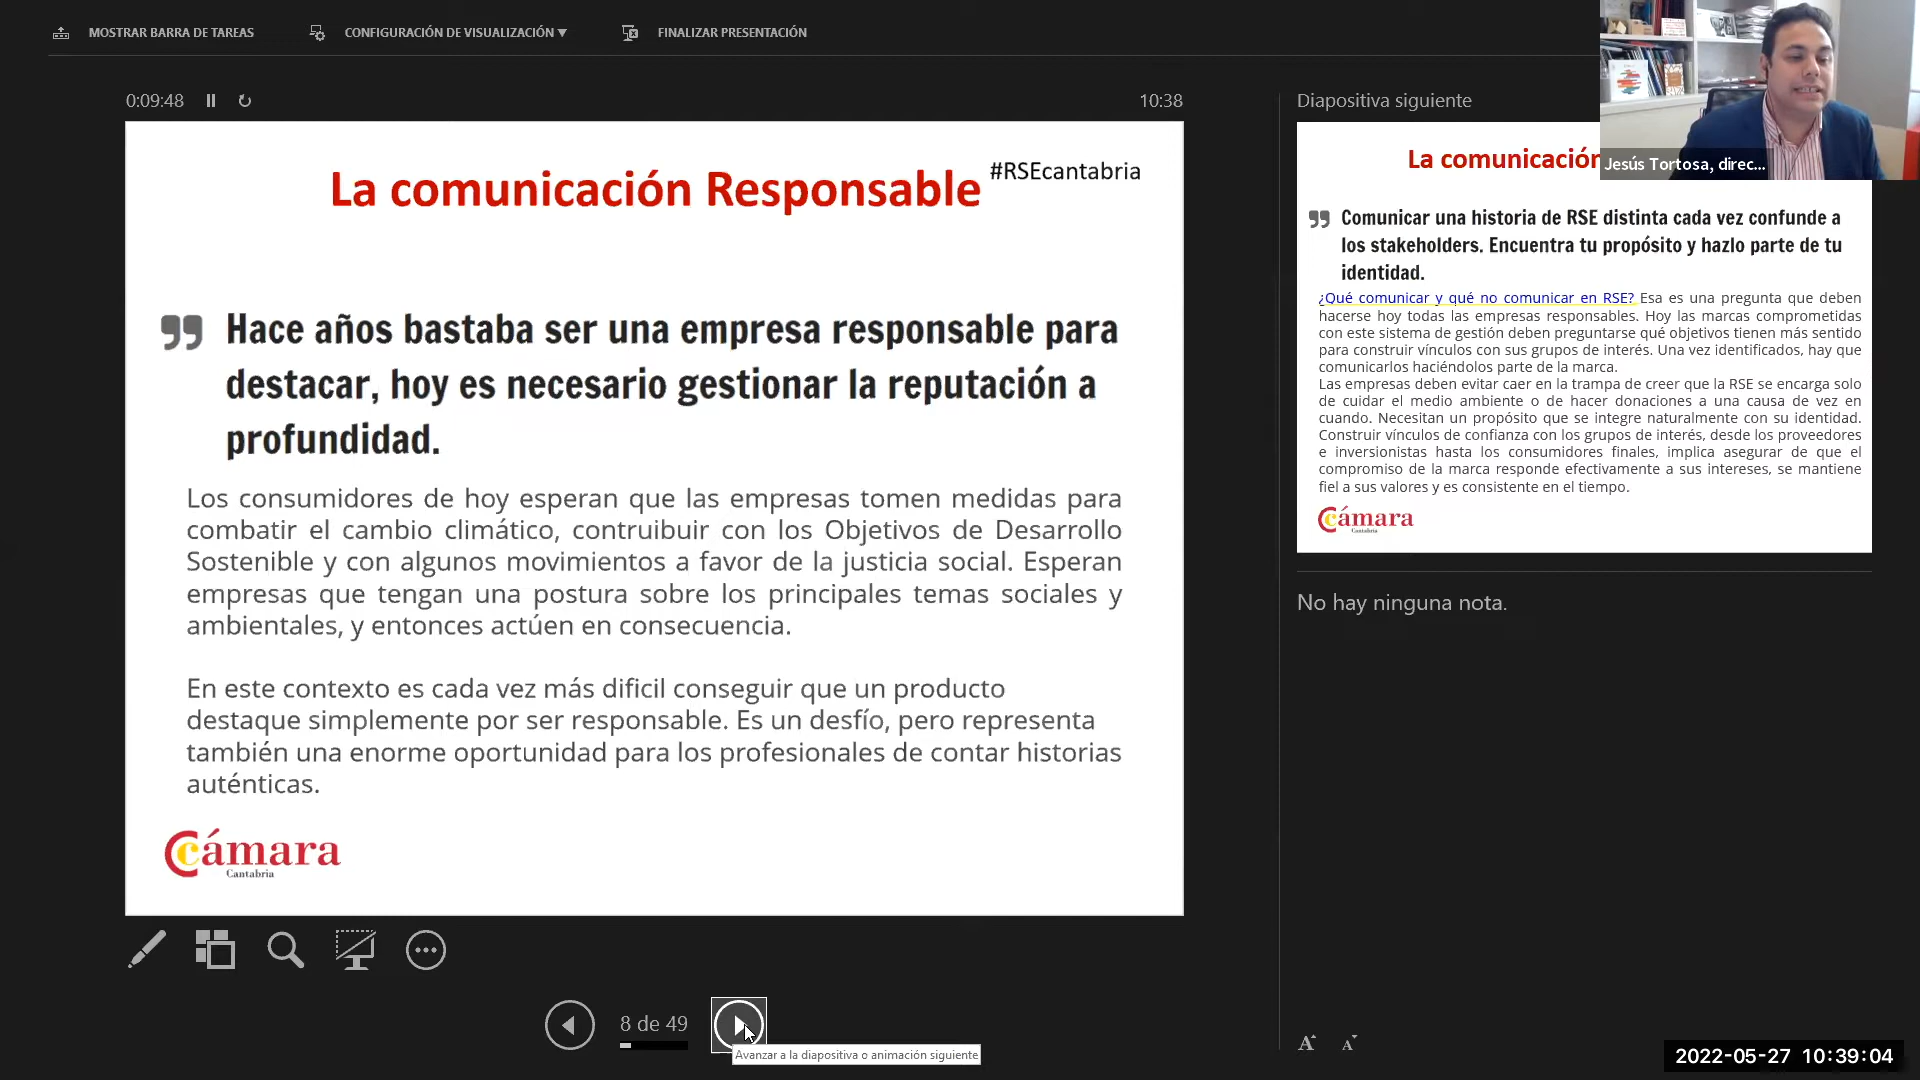 MOSTRAR BARRA DE TAREAS
CONFIGURACIÓN DE VISUALIZACIÓN ▼
FINALIZAR PRESENTACIÓN
0:09:48
10:38
La comunicación Responsable
#RSEcantabria
Hace años bastaba ser una empresa responsable para
destacar, hoy es necesario gestionar la reputación a
profundidad.
Los consumidores de hoy esperan que las empresas tomen medidas para
combatir el cambio climático, contruibuir con los Objetivos de Desarrollo
Sostenible y con algunos movimientos a favor de la justicia social. Esperan
empresas que tengan una postura sobre los principales temas sociales y
ambientales, y entonces actúen en consecuencia.
En este contexto es cada vez más dificil conseguir que un producto
destaque simplemente por ser responsable. Es un desfío, pero representa
también una enorme oportunidad para los profesionales de contar historias
auténticas.
Cámara
Cantabria
8 de 49
Avanzar a la diapositiva o animación siguiente
Diapositiva siguiente
Jesús Tortosa, direc...
La comunicación
Comunicar una historia de RSE distinta cada vez confunde a
los stakeholders. Encuentra tu propósito y hazlo parte de tu
identidad.
¿Qué comunicar y qué no comunicar en RSE? Esa es una pregunta que deben
hacerse hoy todas las empresas responsables. Hoy las marcas comprometidas
con este sistema de gestión deben preguntarse qué objetivos tienen más sentido
para construir vínculos con sus grupos de interés. Una vez identificados, hay que
comunicarlos haciéndolos parte de la marca.
Las empresas deben evitar caer en la trampa de creer que la RSE se encarga solo
de cuidar el medio ambiente o de hacer donaciones a una causa de vez en
cuando. Necesitan un propósito que se integre naturalmente con su identidad.
Construir vínculos de confianza con los grupos de interés, desde los proveedores
e inversionistas hasta los consumidores finales, implica asegurar de que el
compromiso de la marca responde efectivamente a sus intereses, se mantiene
fiel a sus valores y es consistente en el tiempo.
Cámara
Cantabria
No hay ninguna nota.
A A
2022-05-27 10:39:04